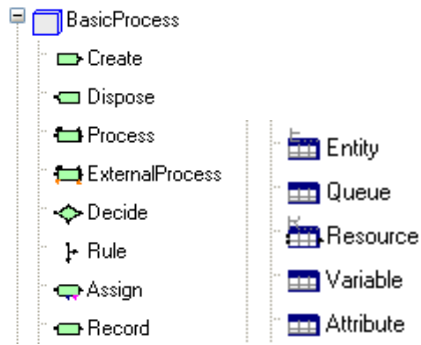 BasicProcess
Create
Dispose
Process
ExternalProcess
Decide
Rule
Assign
Record
Entity
Queue
Resource
Variable
Attribute